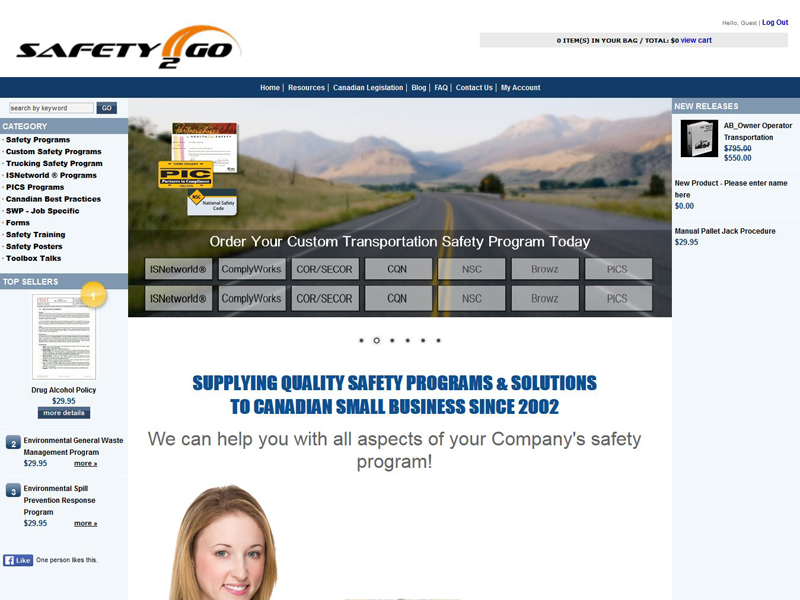 SAFETY 2 GO
Hello, Guest | Log Out
0 ITEM(S) IN YOUR BAG / TOTAL: $0 view cart
Home | Resources | Canadian Legislation | Blog | FAQ | Contact Us | My Account
search by keyword GO
CATEGORY
· Safety Programs
· Custom Safety Programs
· Trucking Safety Program
· ISNetworld ® Programs
· PICS Programs
· Canadian Best Practices
· SWP - Job Specific
· Forms
· Safety Training
· Safety Posters
· Toolbox Talks
TOP SELLERS
1
Drug Alcohol Policy
$29.95
more details
2
Environmental General Waste
Management Program
$29.95 more »
3
Environmental Spill
Prevention Response
Program
$29.95 more »
Like One person likes this.
PIC
Partners in Compliance
NSC
National Safety
Code
Order Your Custom Transportation Safety Program Today
ISNetworld® ComplyWorks COR/SECOR CQN NSC Browz PICS
ISNetworld® ComplyWorks COR/SECOR CQN NSC Browz PICS
SUPPLYING QUALITY SAFETY PROGRAMS & SOLUTIONS
TO CANADIAN SMALL BUSINESS SINCE 2002
We can help you with all aspects of your Company's safety
program!
NEW RELEASES
AB_Owner Operator
Transportation
$795.00
$550.00
New Product - Please enter name
here
$0.00
Manual Pallet Jack Procedure
$29.95